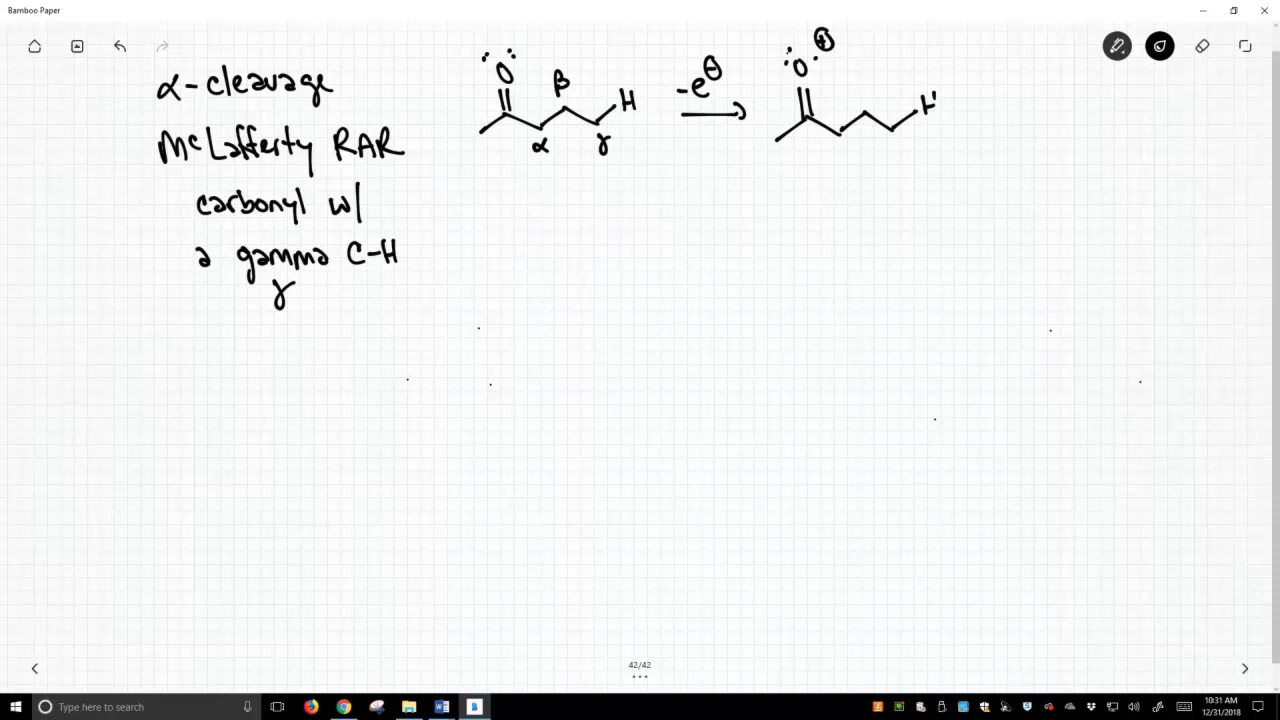 Bamboo Paper
α-cleavage
McLafferty RAR
carbonyl w/
a gamma C-H
γ
O
β
H
α
γ
-e⊖
⊕
O
H
42/42
Type here to search
10:31 AM
12/31/2018